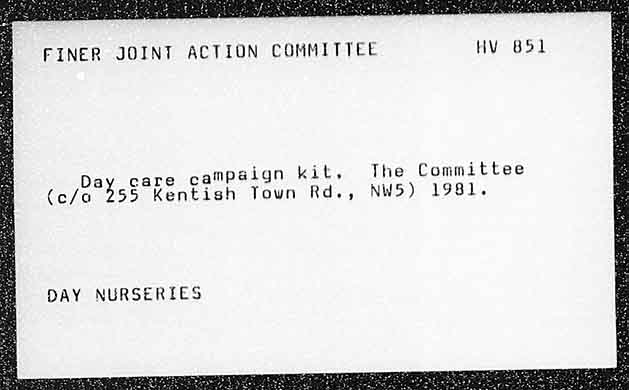 FINER JOINT ACTION COMMITTEE HV 851
Day care campaign kit. The Committee
(c/o 255 Kentish Town Rd., NW5) 1981.
DAY NURSERIES